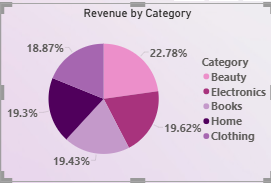 Revenue by Category
18.87%
22.78%
Category
Beauty
Electronics
Books
Home
Clothing
19.3%
19.62%
19.43%